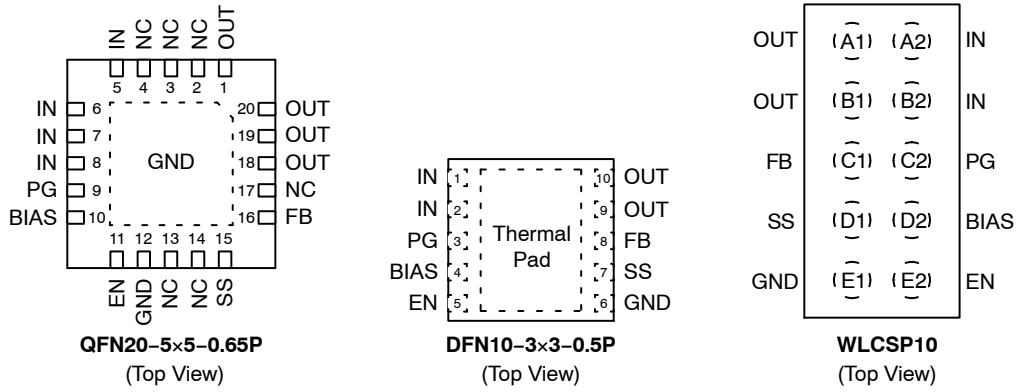 IN NC NC NC OUT
5 4 3 2 1
IN 6 20 OUT
IN 7 19 OUT
IN 8 GND 18 OUT
PG 9 17 NC
BIAS 10 16 FB
11 12 13 14 15
EN GND NC NC SS
QFN20−5×5−0.65P
(Top View)
IN 1 10 OUT
IN 2 9 OUT
PG 3 Thermal 8 FB
BIAS 4 Pad 7 SS
EN 5 6 GND
DFN10−3×3−0.5P
(Top View)
OUT A1 A2 IN
OUT B1 B2 IN
FB C1 C2 PG
SS D1 D2 BIAS
GND E1 E2 EN
WLCSP10
(Top View)